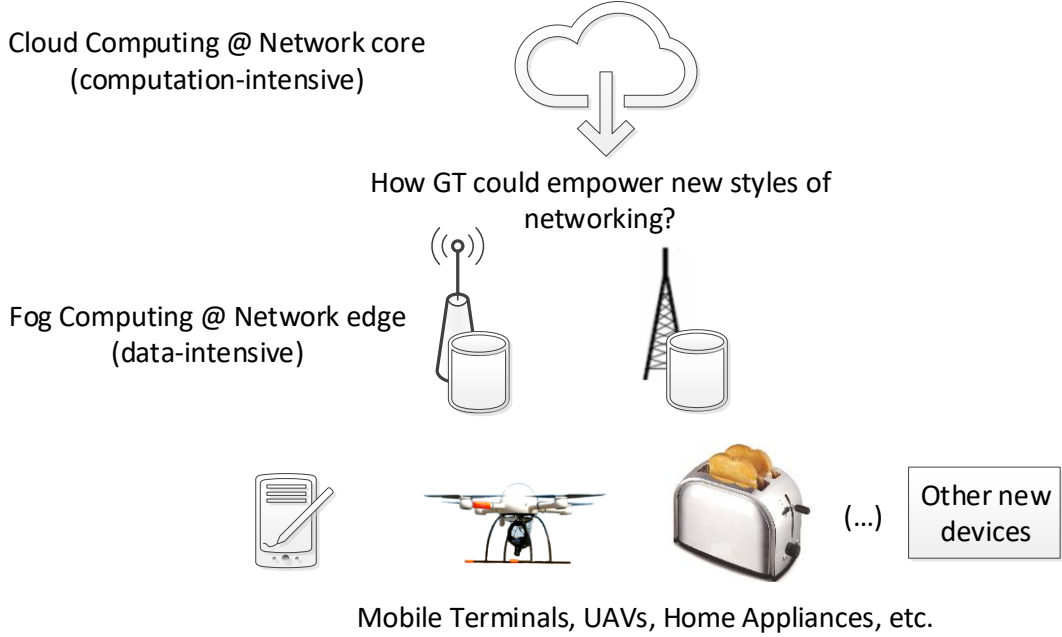 Cloud Computing @ Network core
(computation-intensive)
How GT could empower new styles of
networking?
Fog Computing @ Network edge
(data-intensive)
(...)
Other new
devices
Mobile Terminals, UAVs, Home Appliances, etc.